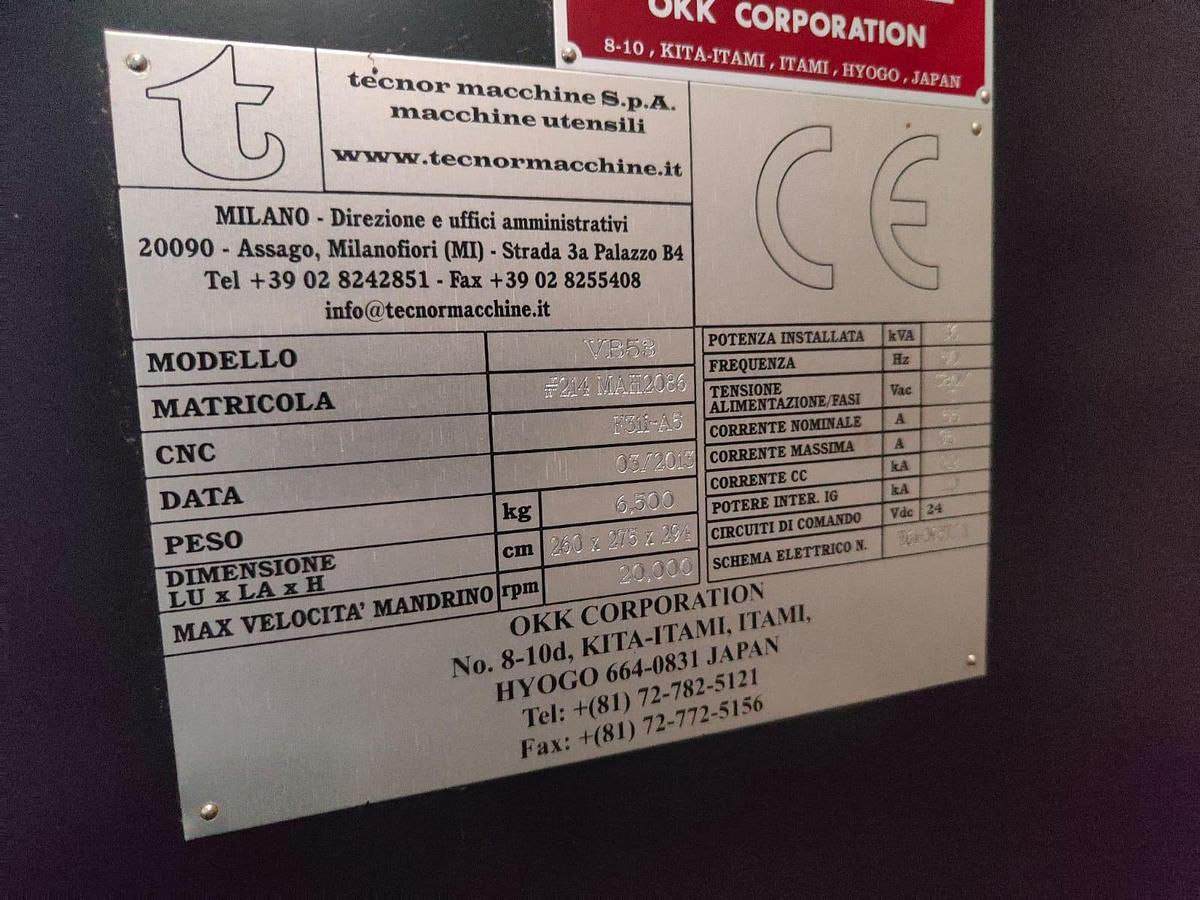 OKK CORPORATION
8-10 , KITA-ITAMI , ITAMI , HYOGO , JAPAN
t
tecnor macchine S.p.A.
macchine utensili
www.tecnormacchine.it
CE
MILANO - Direzione e uffici amministrativi
20090 - Assago, Milanofiori (MI) - Strada 3a Palazzo B4
Tel +39 02 8242851 - Fax +39 02 8255408
info@tecnormacchine.it
MODELLO VB53
MATRICOLA #214 MAH2086
CNC F31i-A5
DATA 03/2013
PESO kg 6,500
DIMENSIONE
LU x LA x H cm 260 x 275 x 294
MAX VELOCITA' MANDRINO rpm 20,000
POTENZA INSTALLATA kVA
FREQUENZA Hz
TENSIONE
ALIMENTAZIONE/FASI Vac
CORRENTE NOMINALE A
CORRENTE MASSIMA A
CORRENTE CC kA
POTERE INTER. IG kA
CIRCUITI DI COMANDO Vdc 24
SCHEMA ELETTRICO N.
OKK CORPORATION
No. 8-10d, KITA-ITAMI, ITAMI,
HYOGO 664-0831 JAPAN
Tel: +(81) 72-782-5121
Fax: +(81) 72-772-5156